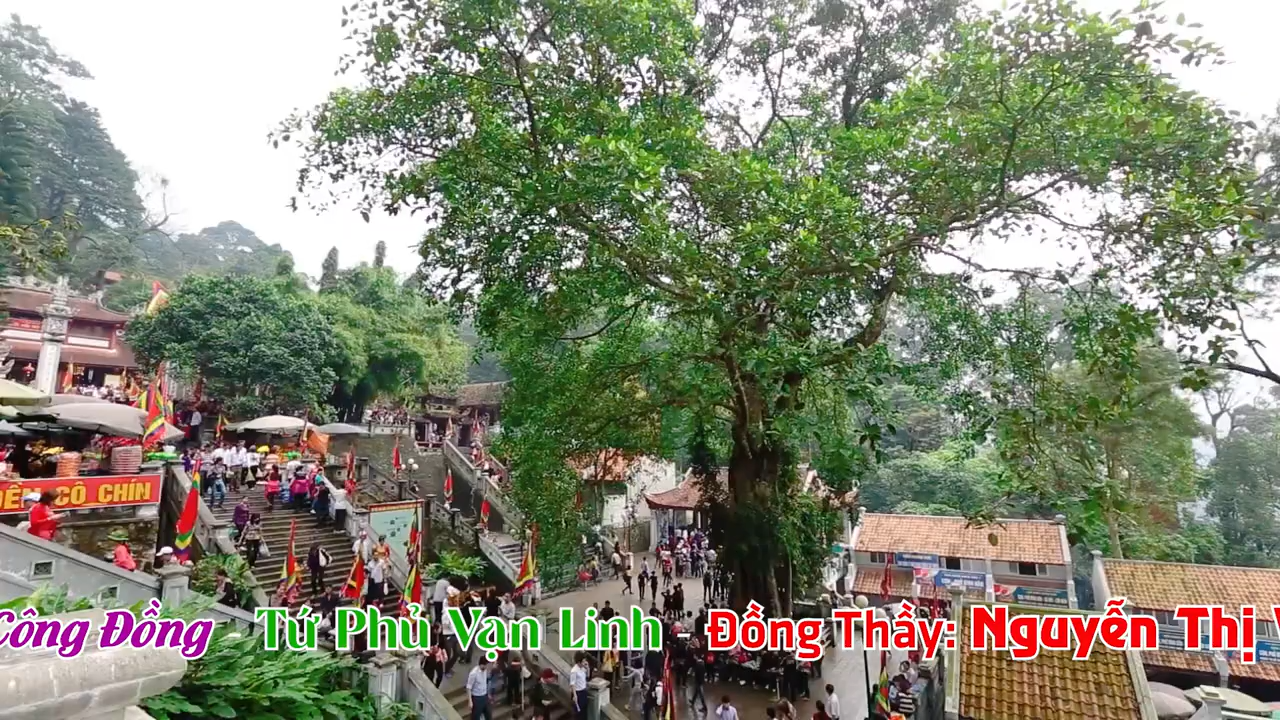 ĐỀN CÔ CHÍN
Công Đồng Tứ Phủ Vạn Linh - Đồng Thầy: Nguyễn Thị